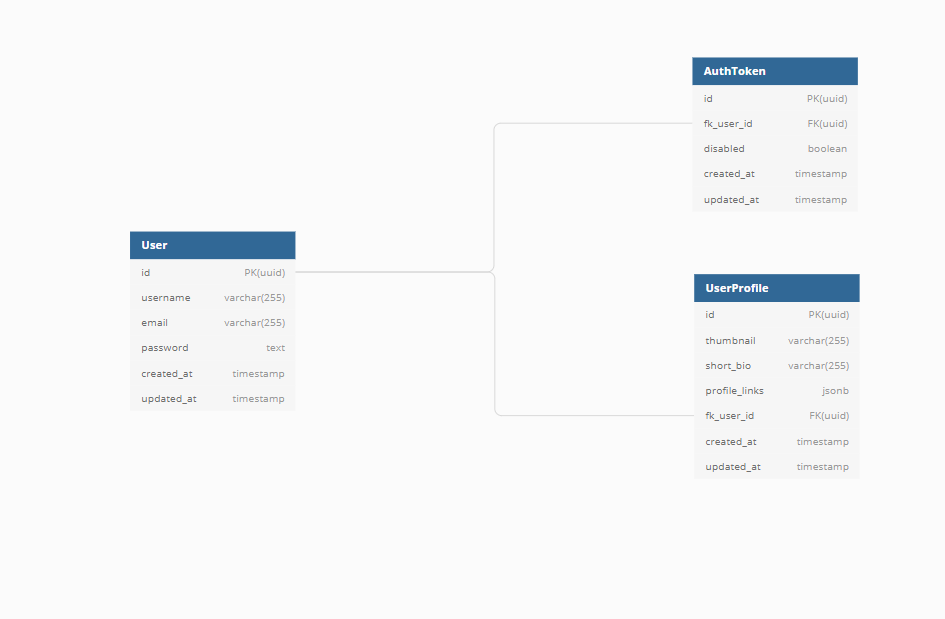 AuthToken
id PK(uuid)
fk_user_id FK(uuid)
disabled boolean
created_at timestamp
updated_at timestamp
User
id PK(uuid)
username varchar(255)
email varchar(255)
password text
created_at timestamp
updated_at timestamp
UserProfile
id PK(uuid)
thumbnail varchar(255)
short_bio varchar(255)
profile_links jsonb
fk_user_id FK(uuid)
created_at timestamp
updated_at timestamp